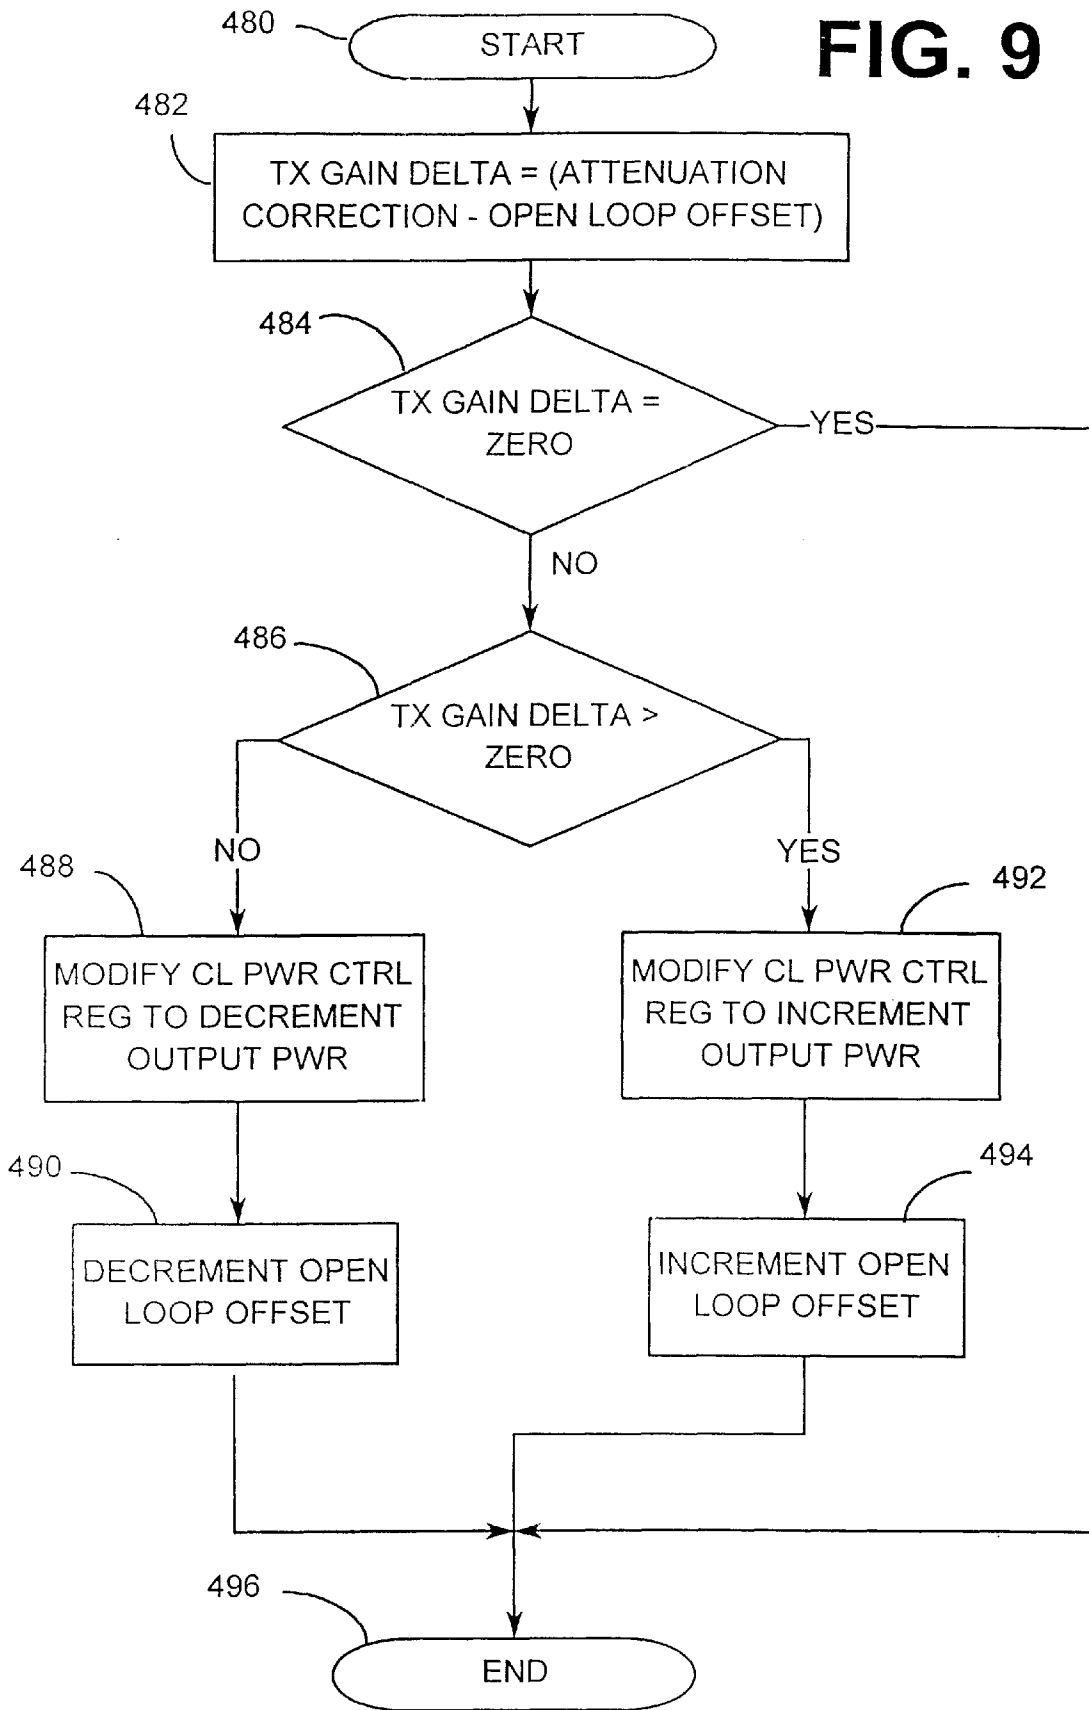 FIG. 9
480
START
482
TX GAIN DELTA = (ATTENUATION
CORRECTION - OPEN LOOP OFFSET)
484
TX GAIN DELTA =
ZERO
YES
NO
486
TX GAIN DELTA >
ZERO
NO
YES
488
MODIFY CL PWR CTRL
REG TO DECREMENT
OUTPUT PWR
492
MODIFY CL PWR CTRL
REG TO INCREMENT
OUTPUT PWR
490
DECREMENT OPEN
LOOP OFFSET
494
INCREMENT OPEN
LOOP OFFSET
496
END